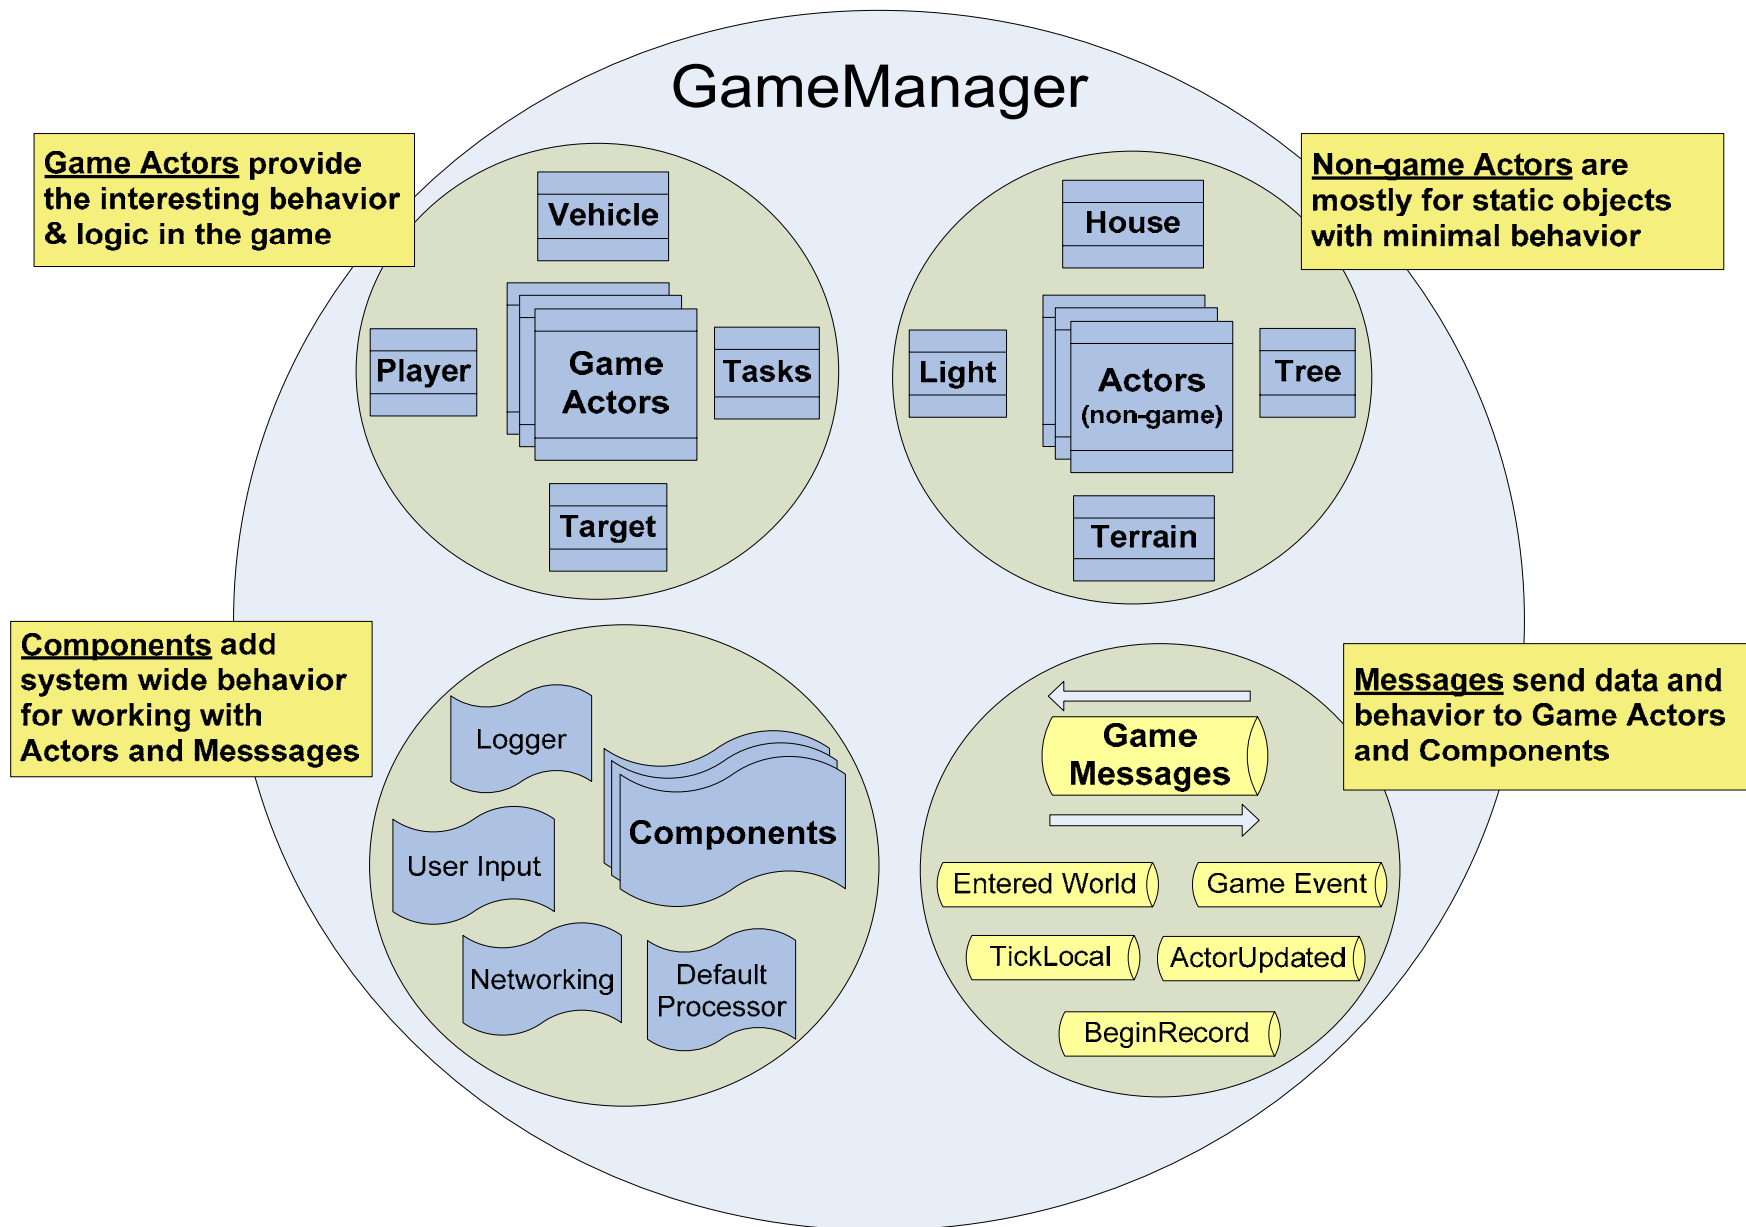 GameManager
Game Actors provide
the interesting behavior
& logic in the game
Non-game Actors are
mostly for static objects
with minimal behavior
Vehicle
Player
Game
Actors
Tasks
Target
House
Light
Actors
(non-game)
Tree
Terrain
Components add
system wide behavior
for working with
Actors and Messsages
Messages send data and
behavior to Game Actors
and Components
Logger
Components
User Input
Networking
Default
Processor
Game
Messages
Entered World
Game Event
TickLocal
ActorUpdated
BeginRecord